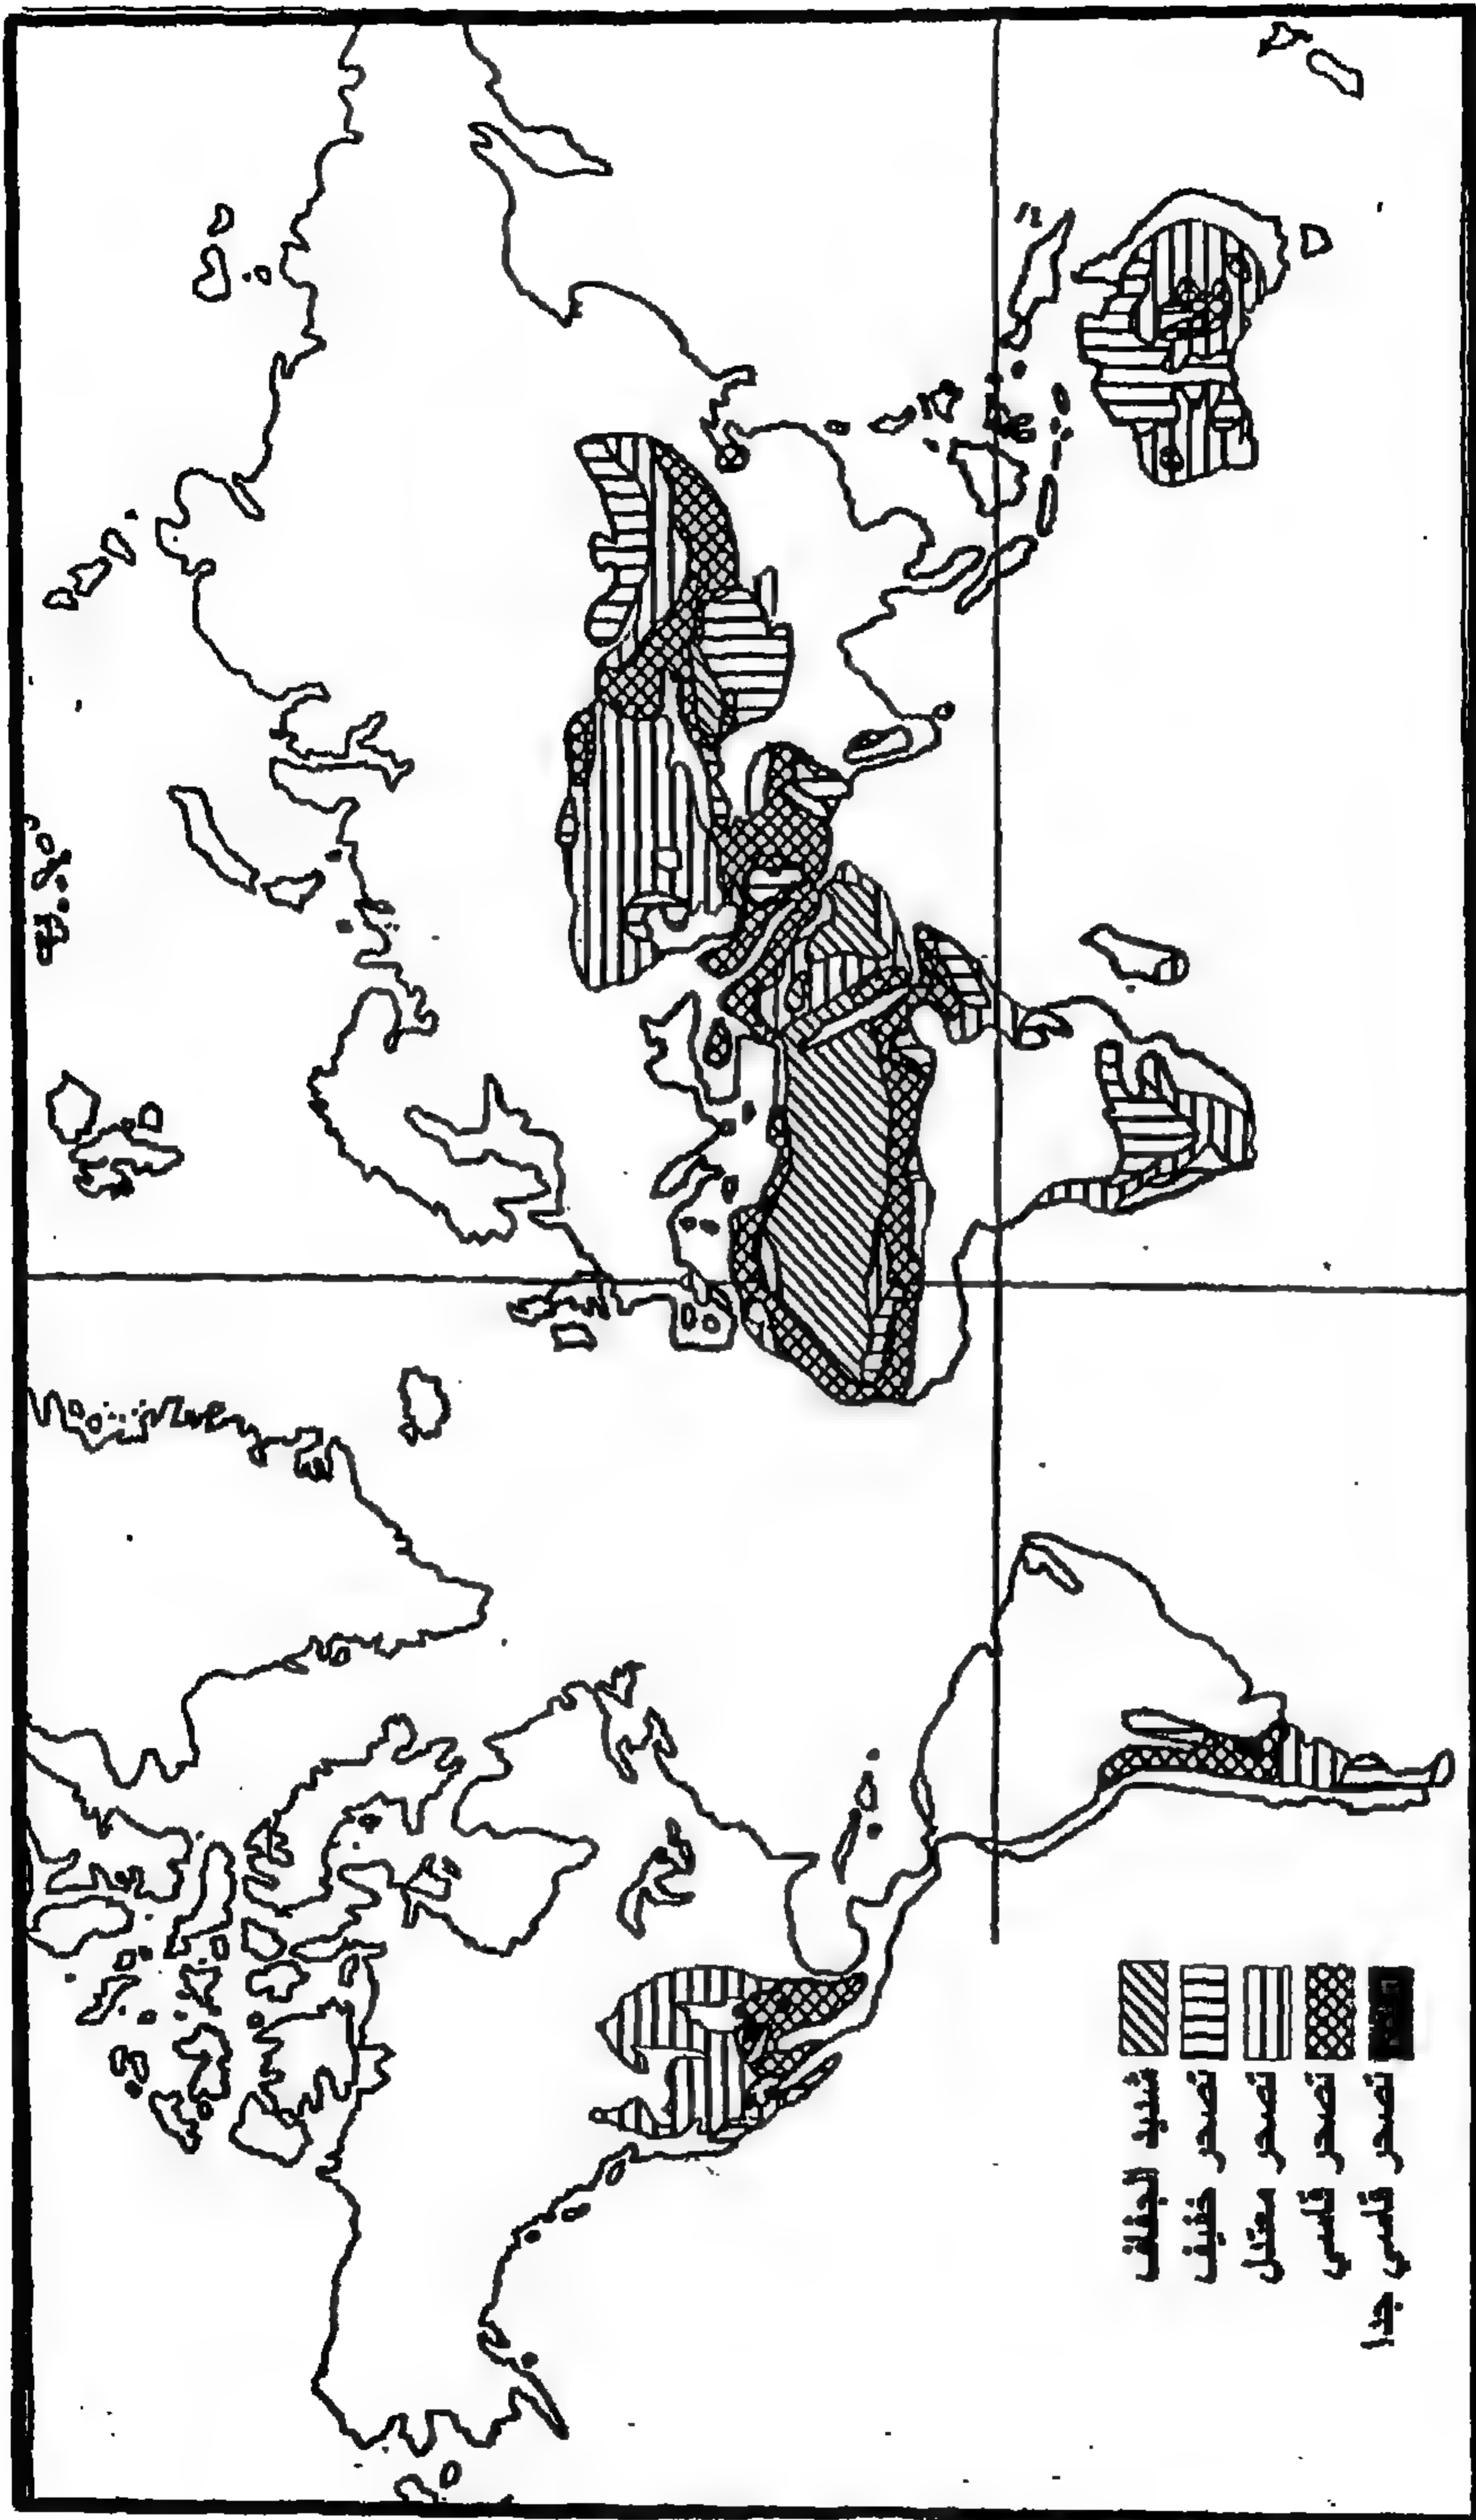 شديد الجفاف
تصحر خفيف
تصحر معتدل
تصحر قاسي
تصحر قاسي جدا